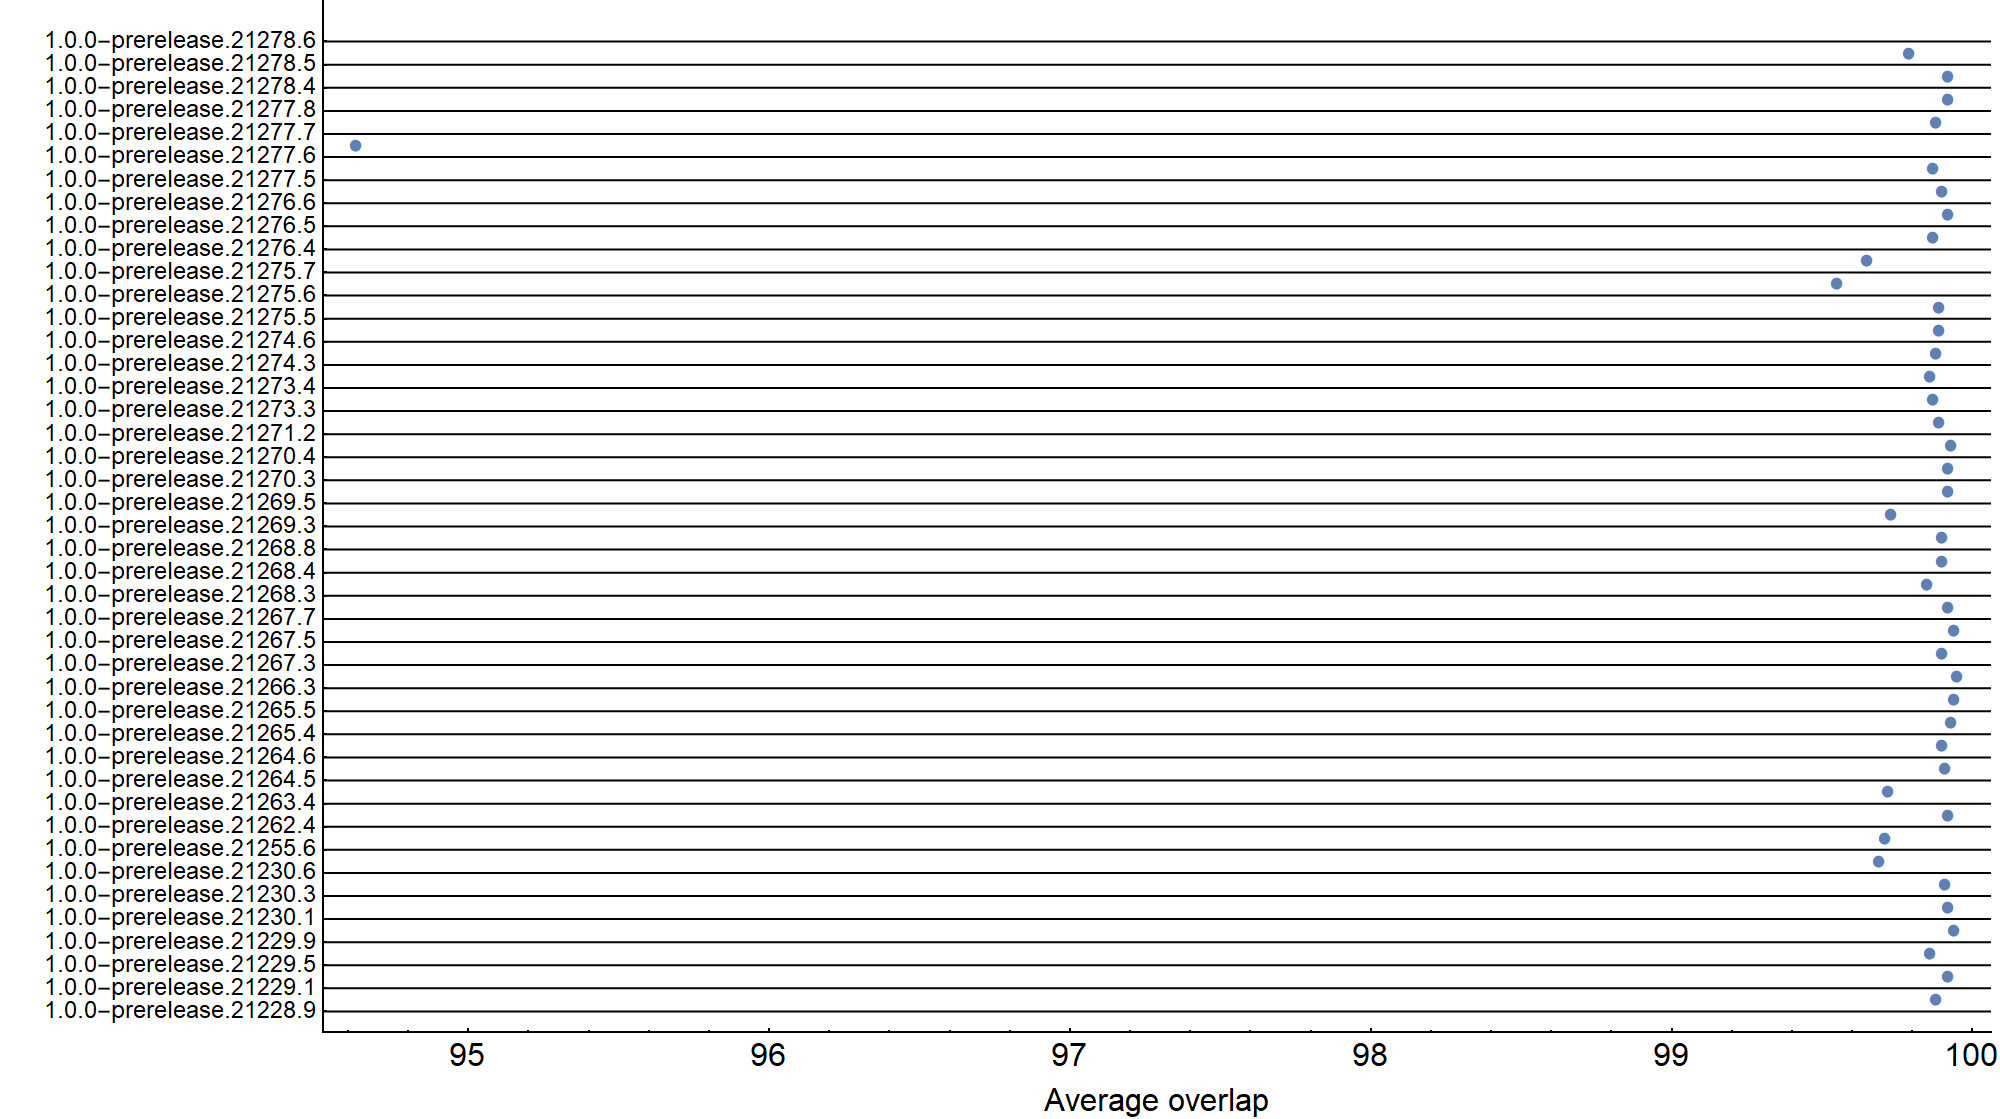 1.0.0-prerelease.21278.6
1.0.0-prerelease.21278.5
1.0.0-prerelease.21278.4
1.0.0-prerelease.21277.8
1.0.0-prerelease.21277.7
1.0.0-prerelease.21277.6
1.0.0-prerelease.21277.5
1.0.0-prerelease.21276.6
1.0.0-prerelease.21276.5
1.0.0-prerelease.21276.4
1.0.0-prerelease.21275.7
1.0.0-prerelease.21275.6
1.0.0-prerelease.21275.5
1.0.0-prerelease.21274.6
1.0.0-prerelease.21274.3
1.0.0-prerelease.21273.4
1.0.0-prerelease.21273.3
1.0.0-prerelease.21271.2
1.0.0-prerelease.21270.4
1.0.0-prerelease.21270.3
1.0.0-prerelease.21269.5
1.0.0-prerelease.21269.3
1.0.0-prerelease.21268.8
1.0.0-prerelease.21268.4
1.0.0-prerelease.21268.3
1.0.0-prerelease.21267.7
1.0.0-prerelease.21267.5
1.0.0-prerelease.21267.3
1.0.0-prerelease.21266.3
1.0.0-prerelease.21265.5
1.0.0-prerelease.21265.4
1.0.0-prerelease.21264.6
1.0.0-prerelease.21264.5
1.0.0-prerelease.21263.4
1.0.0-prerelease.21262.4
1.0.0-prerelease.21255.6
1.0.0-prerelease.21230.6
1.0.0-prerelease.21230.3
1.0.0-prerelease.21230.1
1.0.0-prerelease.21229.9
1.0.0-prerelease.21229.5
1.0.0-prerelease.21229.1
1.0.0-prerelease.21228.9
95 96 97 98 99 100
Average overlap